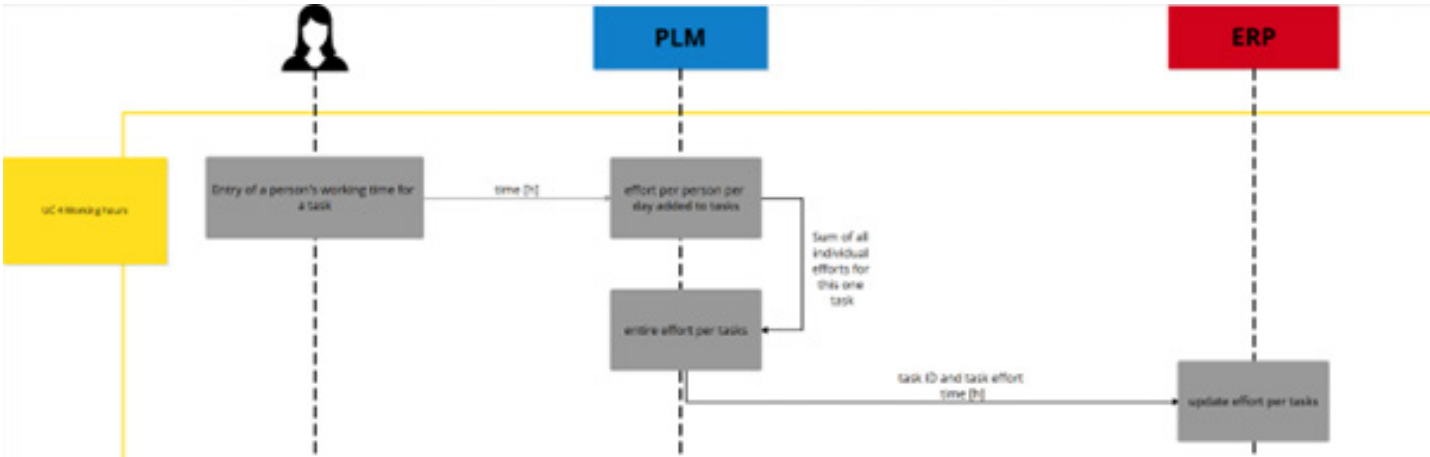 PLM
ERP
UC 4 Working hours
Entry of a person's working time for
a task
time [h]
effort per person per
day added to tasks
Sum of all
individual
efforts for
this one
task
entire effort per tasks
task ID and task effort
time [h]
update effort per tasks